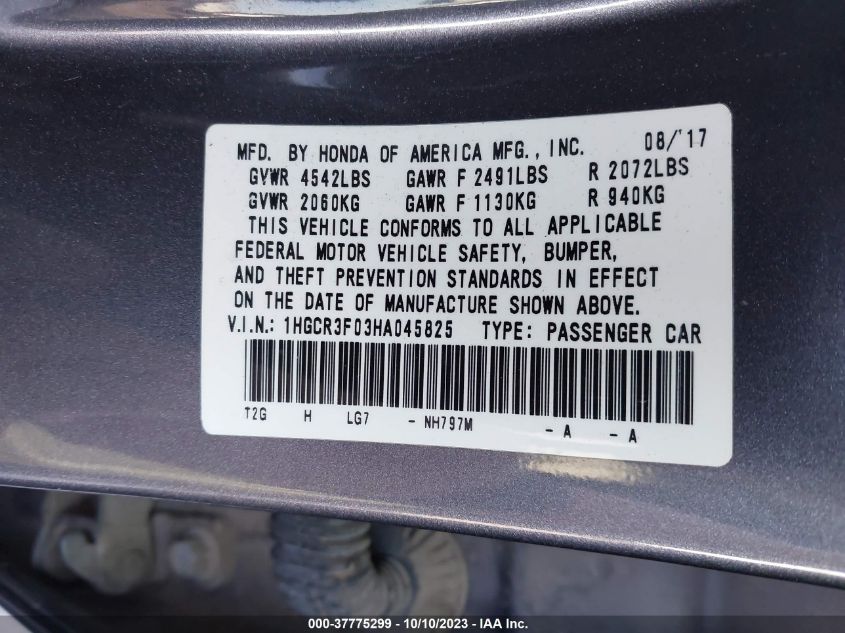 MFD. BY HONDA OF AMERICA MFG., INC. 08/'17
GVWR 4542LBS GAWR F 2491LBS R 2072LBS
GVWR 2060KG GAWR F 1130KG R 940KG
THIS VEHICLE CONFORMS TO ALL APPLICABLE
FEDERAL MOTOR VEHICLE SAFETY, BUMPER,
AND THEFT PREVENTION STANDARDS IN EFFECT
ON THE DATE OF MANUFACTURE SHOWN ABOVE.
V.I.N.: 1HGCR3F03HA045825 TYPE: PASSENGER CAR
T2G H LG7 - NH797M - A - A
000-37775299 - 10/10/2023 - IAAI Inc.